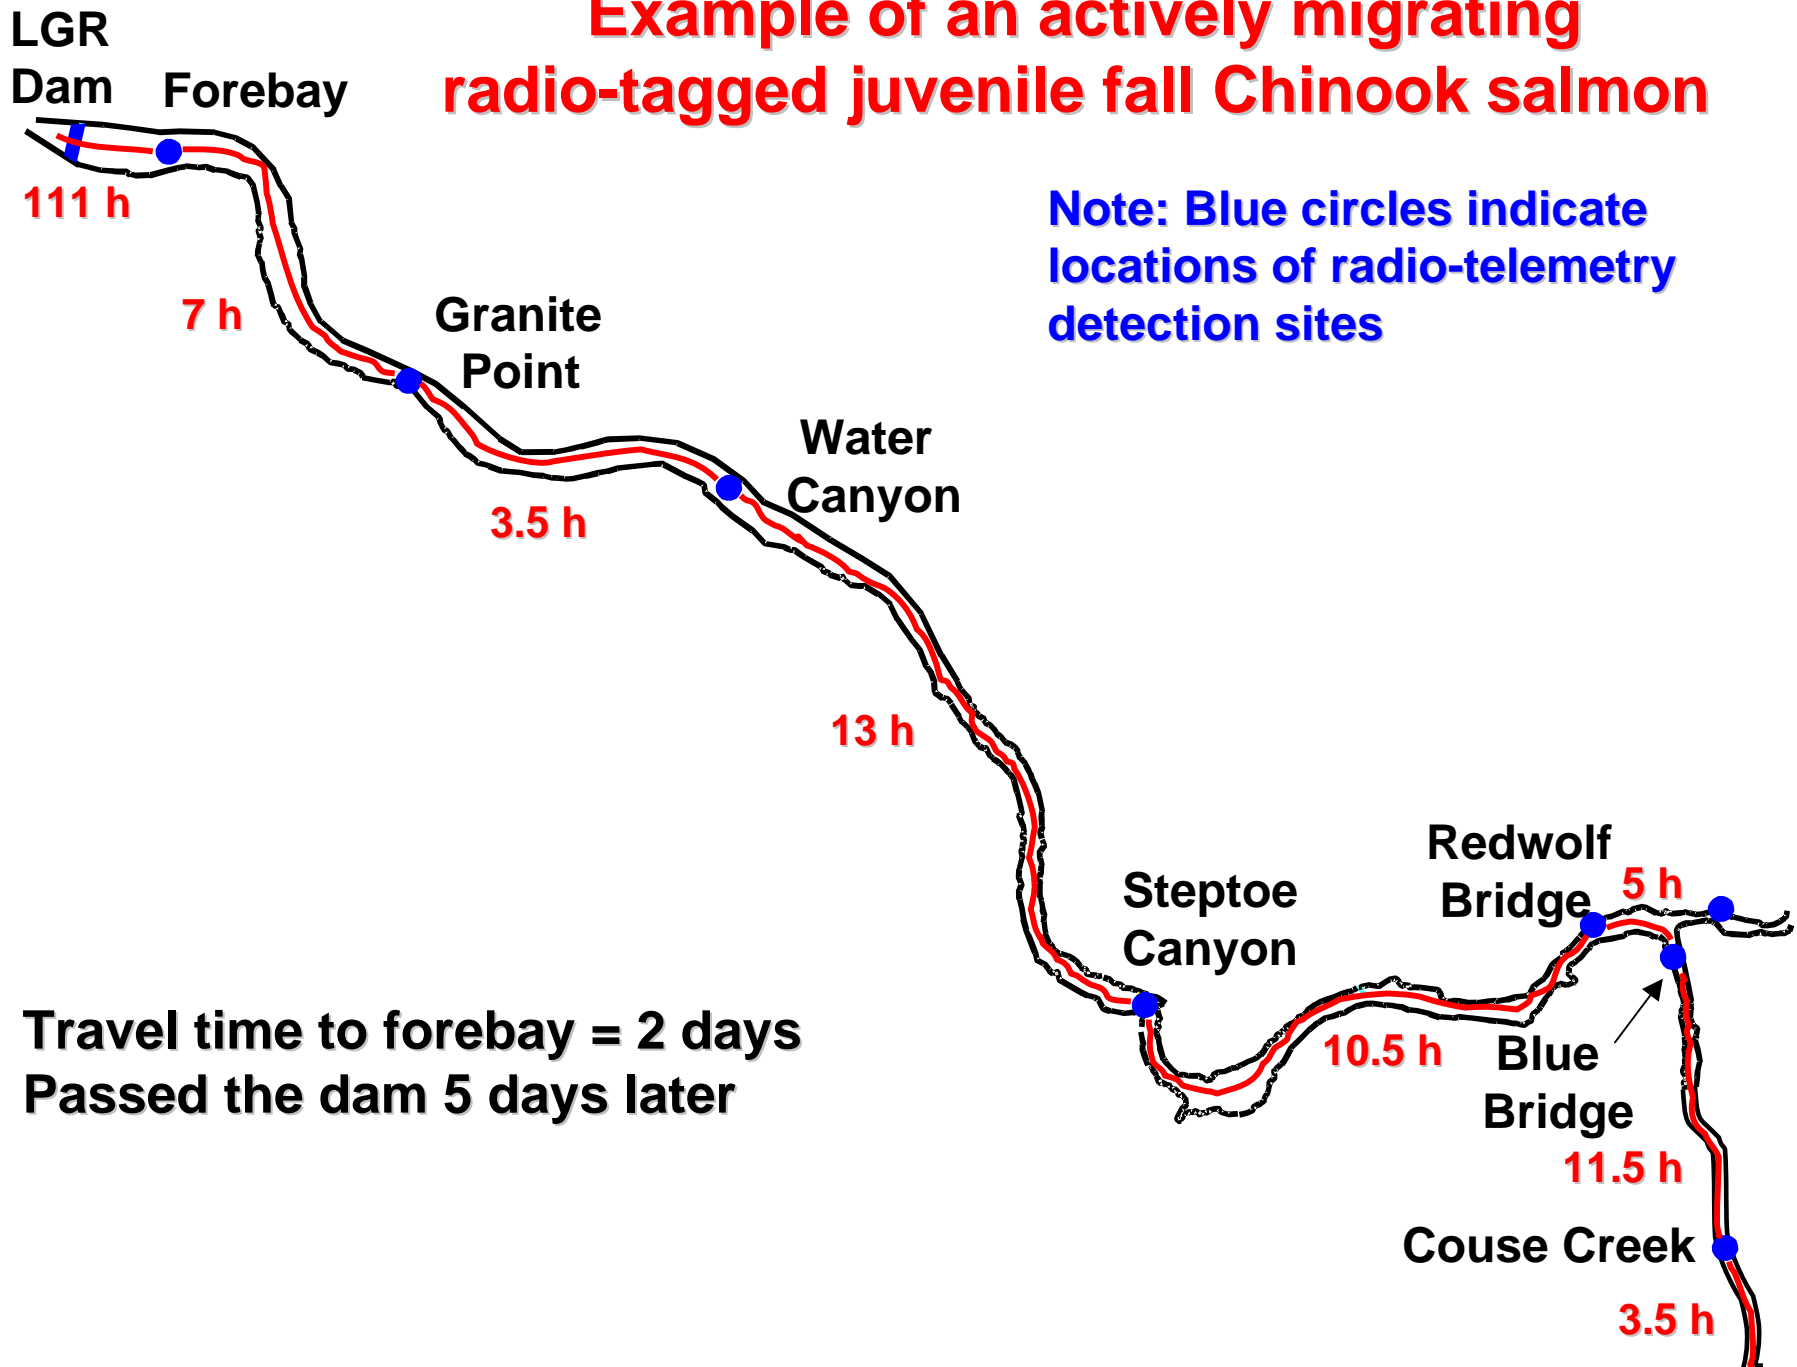 Example of an actively migrating
radio-tagged juvenile fall Chinook salmon
LGR
Dam
Forebay
111 h
Note: Blue circles indicate
locations of radio-telemetry
detection sites
7 h
Granite
Point
Water
Canyon
3.5 h
13 h
Redwolf
Bridge
5 h
Steptoe
Canyon
Travel time to forebay = 2 days
Passed the dam 5 days later
10.5 h
Blue
Bridge
11.5 h
Couse Creek
3.5 h